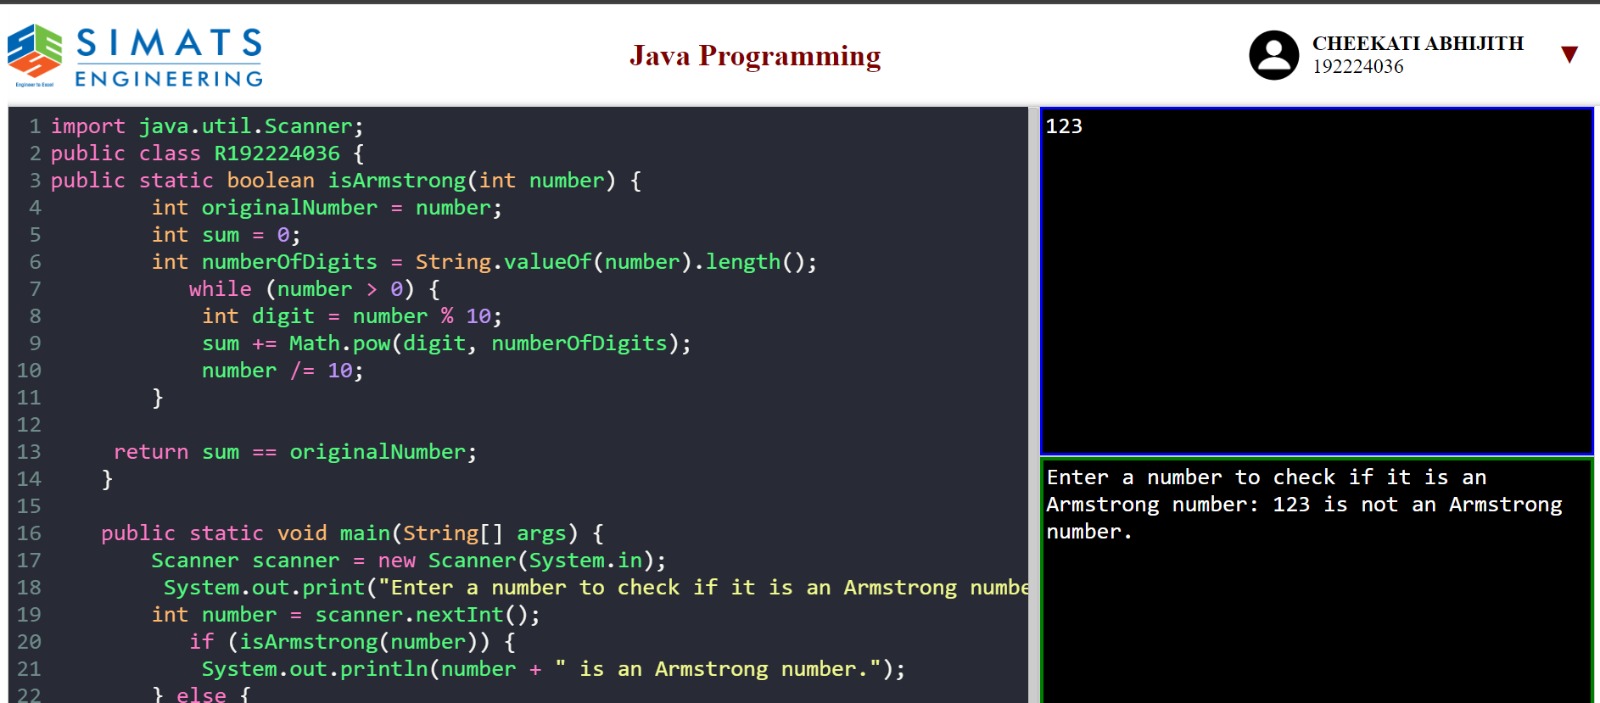 SIMATS
ENGINEERING
Engineer to Excel
Java Programming
CHEEKATI ABHIJITH
192224036
1 import java.util.Scanner;
2 public class R192224036 {
3 public static boolean isArmstrong(int number) {
4 int originalNumber = number;
5 int sum = 0;
6 int numberOfDigits = String.valueOf(number).length();
7 while (number > 0) {
8 int digit = number % 10;
9 sum += Math.pow(digit, numberOfDigits);
10 number /= 10;
11 }
12
13 return sum == originalNumber;
14 }
15
16 public static void main(String[] args) {
17 Scanner scanner = new Scanner(System.in);
18 System.out.print("Enter a number to check if it is an Armstrong numbe
19 int number = scanner.nextInt();
20 if (isArmstrong(number)) {
21 System.out.println(number + " is an Armstrong number.");
22 } else {
123
Enter a number to check if it is an
Armstrong number: 123 is not an Armstrong
number.